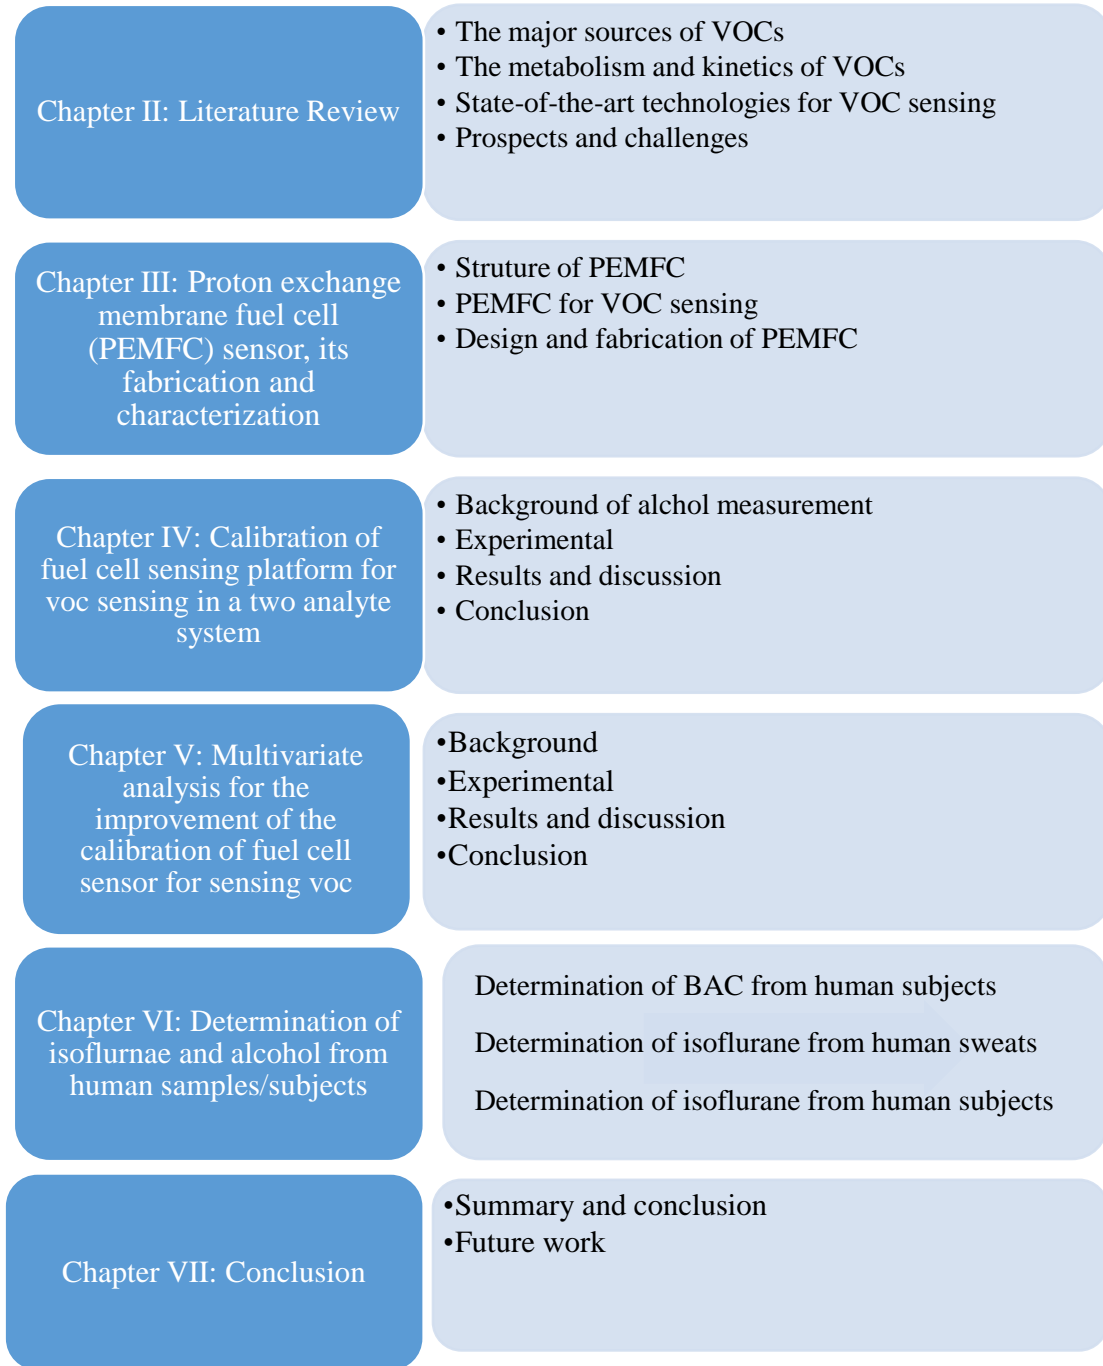 Chapter II: Literature Review
• The major sources of VOCs
• The metabolism and kinetics of VOCs
• State-of-the-art technologies for VOC sensing
• Prospects and challenges
Chapter III: Proton exchange
membrane fuel cell
(PEMFC) sensor, its
fabrication and
characterization
• Struture of PEMFC
• PEMFC for VOC sensing
• Design and fabrication of PEMFC
Chapter IV: Calibration of
fuel cell sensing platform for
voc sensing in a two analyte
system
• Background of alchol measurement
• Experimental
• Results and discussion
• Conclusion
Chapter V: Multivariate
analysis for the
improvement of the
calibration of fuel cell
sensor for sensing voc
•Background
•Experimental
•Results and discussion
•Conclusion
Chapter VI: Determination of
isoflurnae and alcohol from
human samples/subjects
Determination of BAC from human subjects
Determination of isoflurane from human sweats
Determination of isoflurane from human subjects
Chapter VII: Conclusion
•Summary and conclusion
•Future work